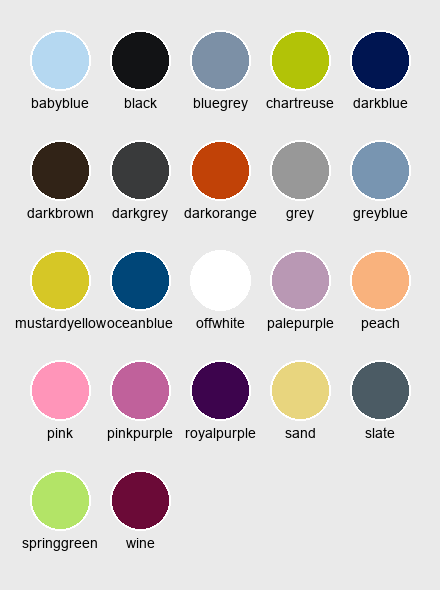 babyblue black bluegrey chartreuse darkblue
darkbrown darkgrey darkorange grey greyblue
mustardyellow oceanblue offwhite palepurple peach
pink pinkpurple royalpurple sand slate
springgreen wine